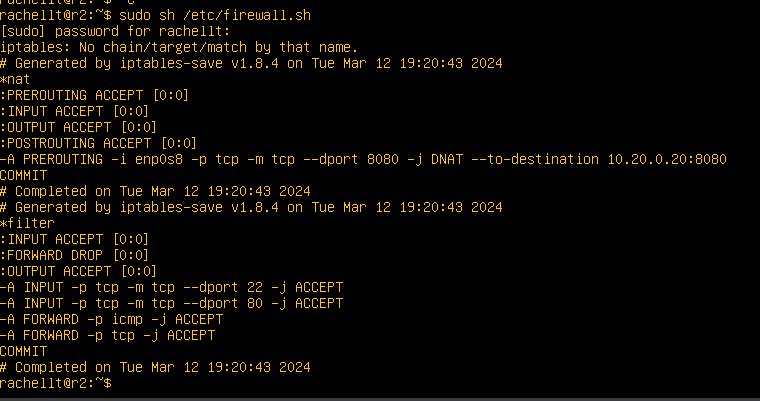 rachellt@r2:~$ ^C
rachellt@r2:~$ sudo sh /etc/firewall.sh
[sudo] password for rachellt:
iptables: No chain/target/match by that name.
# Generated by iptables-save v1.8.4 on Tue Mar 12 19:20:43 2024
*nat
:PREROUTING ACCEPT [0:0]
:INPUT ACCEPT [0:0]
:OUTPUT ACCEPT [0:0]
:POSTROUTING ACCEPT [0:0]
-A PREROUTING -i enp0s8 -p tcp -m tcp --dport 8080 -j DNAT --to-destination 10.20.0.20:8080
COMMIT
# Completed on Tue Mar 12 19:20:43 2024
# Generated by iptables-save v1.8.4 on Tue Mar 12 19:20:43 2024
*filter
:INPUT ACCEPT [0:0]
:FORWARD DROP [0:0]
:OUTPUT ACCEPT [0:0]
-A INPUT -p tcp -m tcp --dport 22 -j ACCEPT
-A INPUT -p tcp -m tcp --dport 80 -j ACCEPT
-A FORWARD -p icmp -j ACCEPT
-A FORWARD -p tcp -j ACCEPT
COMMIT
# Completed on Tue Mar 12 19:20:43 2024
rachellt@r2:~$